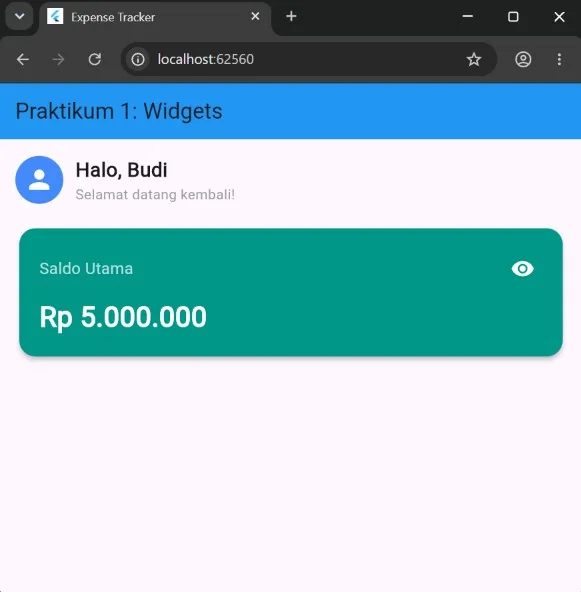 Expense Tracker
localhost:62560
Praktikum 1: Widgets
Halo, Budi
Selamat datang kembali!
Saldo Utama
Rp 5.000.000